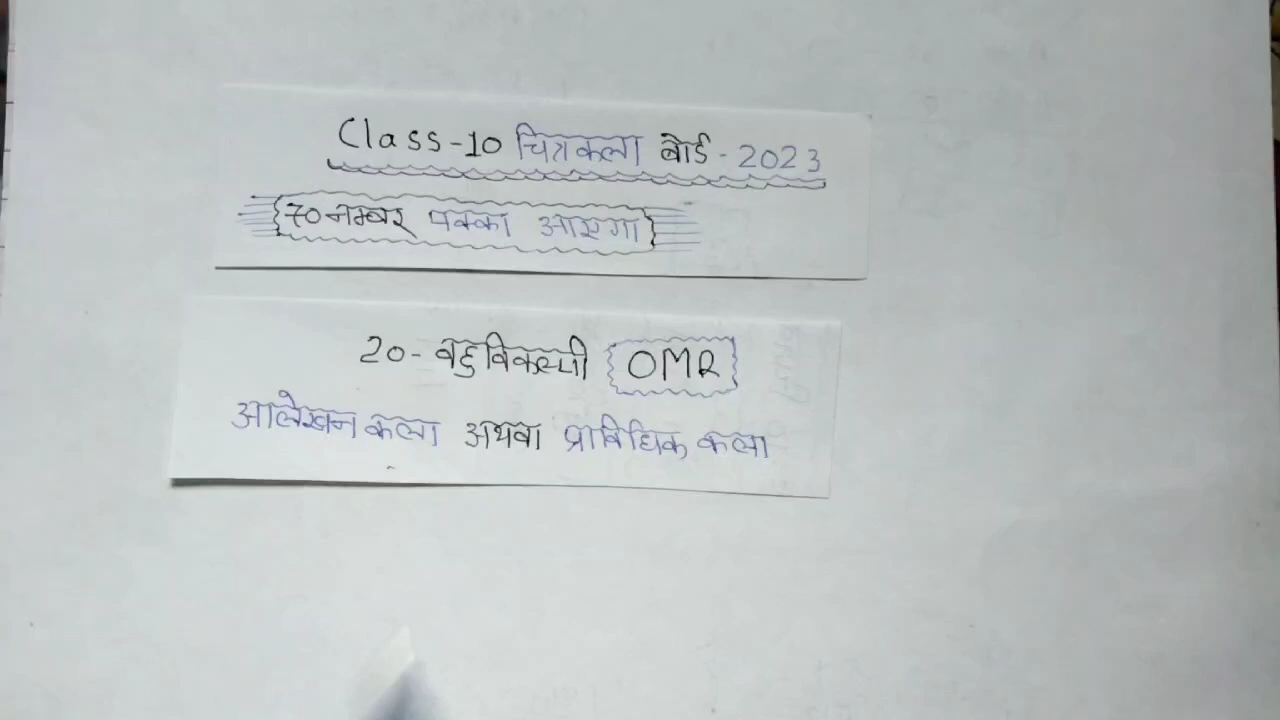 Class-10 चित्रकला बोर्ड - 2023
70 नम्बर पक्का आएगा
20- बहुविकल्पी OMR
आलेखन कला अथवा प्राविधिक कला